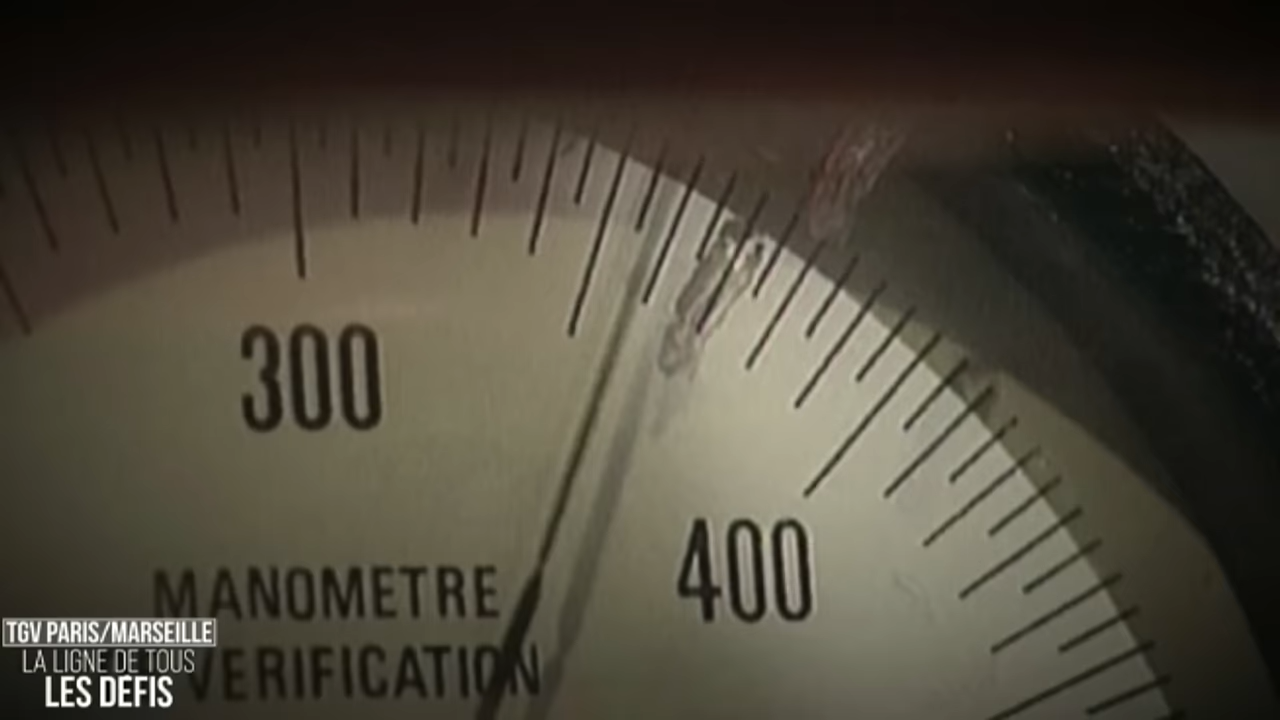 300
400
MANOMETRE
VERIFICATION
TGV PARIS/MARSEILLE
LA LIGNE DE TOUS
LES DÉFIS